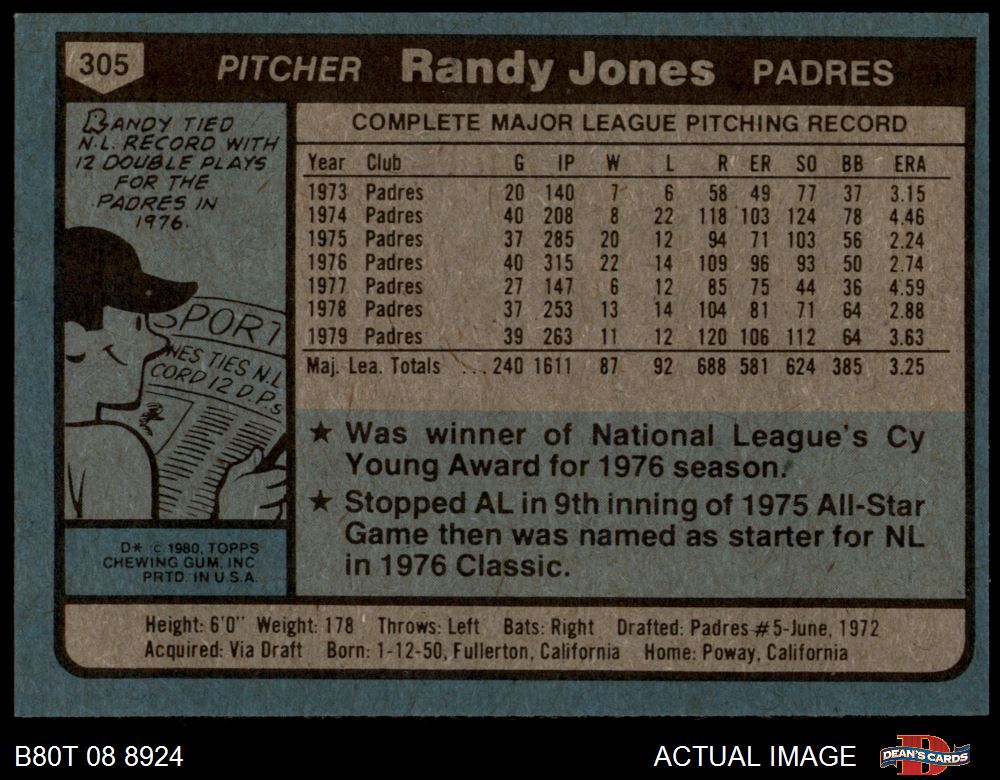 305 PITCHER Randy Jones PADRES
RANDY TIED
N.L. RECORD WITH
12 DOUBLE PLAYS
FOR THE
PADRES IN
1976.
SPORT
NES TIES N.L
CORD 12 D.P.s
D* © 1980, TOPPS
CHEWING GUM, INC
PRTD. IN U.S.A.
COMPLETE MAJOR LEAGUE PITCHING RECORD
Year Club G IP W L R ER SO BB ERA
1973 Padres 20 140 7 6 58 49 77 37 3.15
1974 Padres 40 208 8 22 118 103 124 78 4.46
1975 Padres 37 285 20 12 94 71 103 56 2.24
1976 Padres 40 315 22 14 109 96 93 50 2.74
1977 Padres 27 147 6 12 85 75 44 36 4.59
1978 Padres 37 253 13 14 104 81 71 64 2.88
1979 Padres 39 263 11 12 120 106 112 64 3.63
Maj. Lea. Totals ... 240 1611 87 92 688 581 624 385 3.25
★ Was winner of National League's Cy
Young Award for 1976 season.
★ Stopped AL in 9th inning of 1975 All-Star
Game then was named as starter for NL
in 1976 Classic.
Height: 6'0" Weight: 178 Throws: Left Bats: Right Drafted: Padres #5-June, 1972
Acquired: Via Draft Born: 1-12-50, Fullerton, California Home: Poway, California
B80T 08 8924 ACTUAL IMAGE DEAN'S CARDS